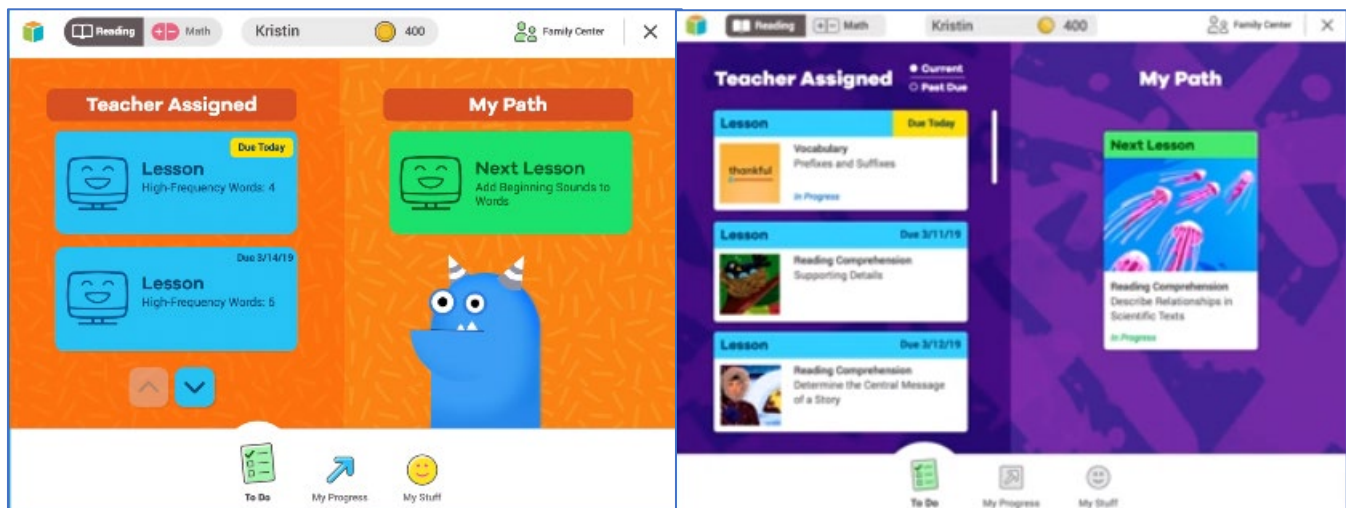 Reading
Math
Kristin
400
Family Center
Teacher Assigned
My Path
Due Today
Lesson
High-Frequency Words: 4
Due 3/14/19
Lesson
High-Frequency Words: 5
Next Lesson
Add Beginning Sounds to
Words
To Do
My Progress
My Stuff
Reading
Math
Kristin
400
Family Center
Teacher Assigned
Current
Past Due
My Path
Lesson
Due Today
thankful
Vocabulary
Prefixes and Suffixes
In Progress
Lesson
Due 3/11/19
Reading Comprehension
Supporting Details
Lesson
Due 3/12/19
Reading Comprehension
Determine the Central Message
of a Story
Next Lesson
Reading Comprehension
Describe Relationships in
Scientific Texts
In Progress
To Do
My Progress
My Stuff